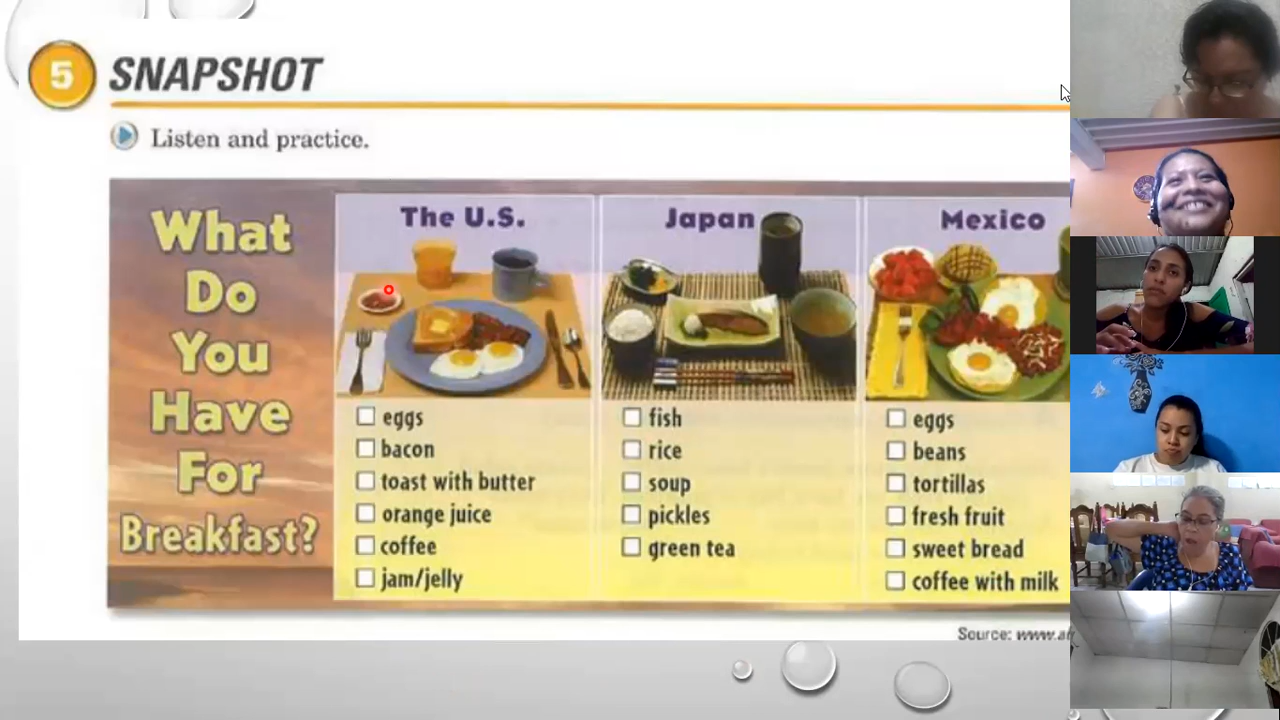 5 SNAPSHOT
Listen and practice.
What
Do
You
Have
For
Breakfast?
The U.S.
eggs
bacon
toast with butter
orange juice
coffee
jam/jelly
Japan
fish
rice
soup
pickles
green tea
Mexico
eggs
beans
tortillas
fresh fruit
sweet bread
coffee with milk
Source: